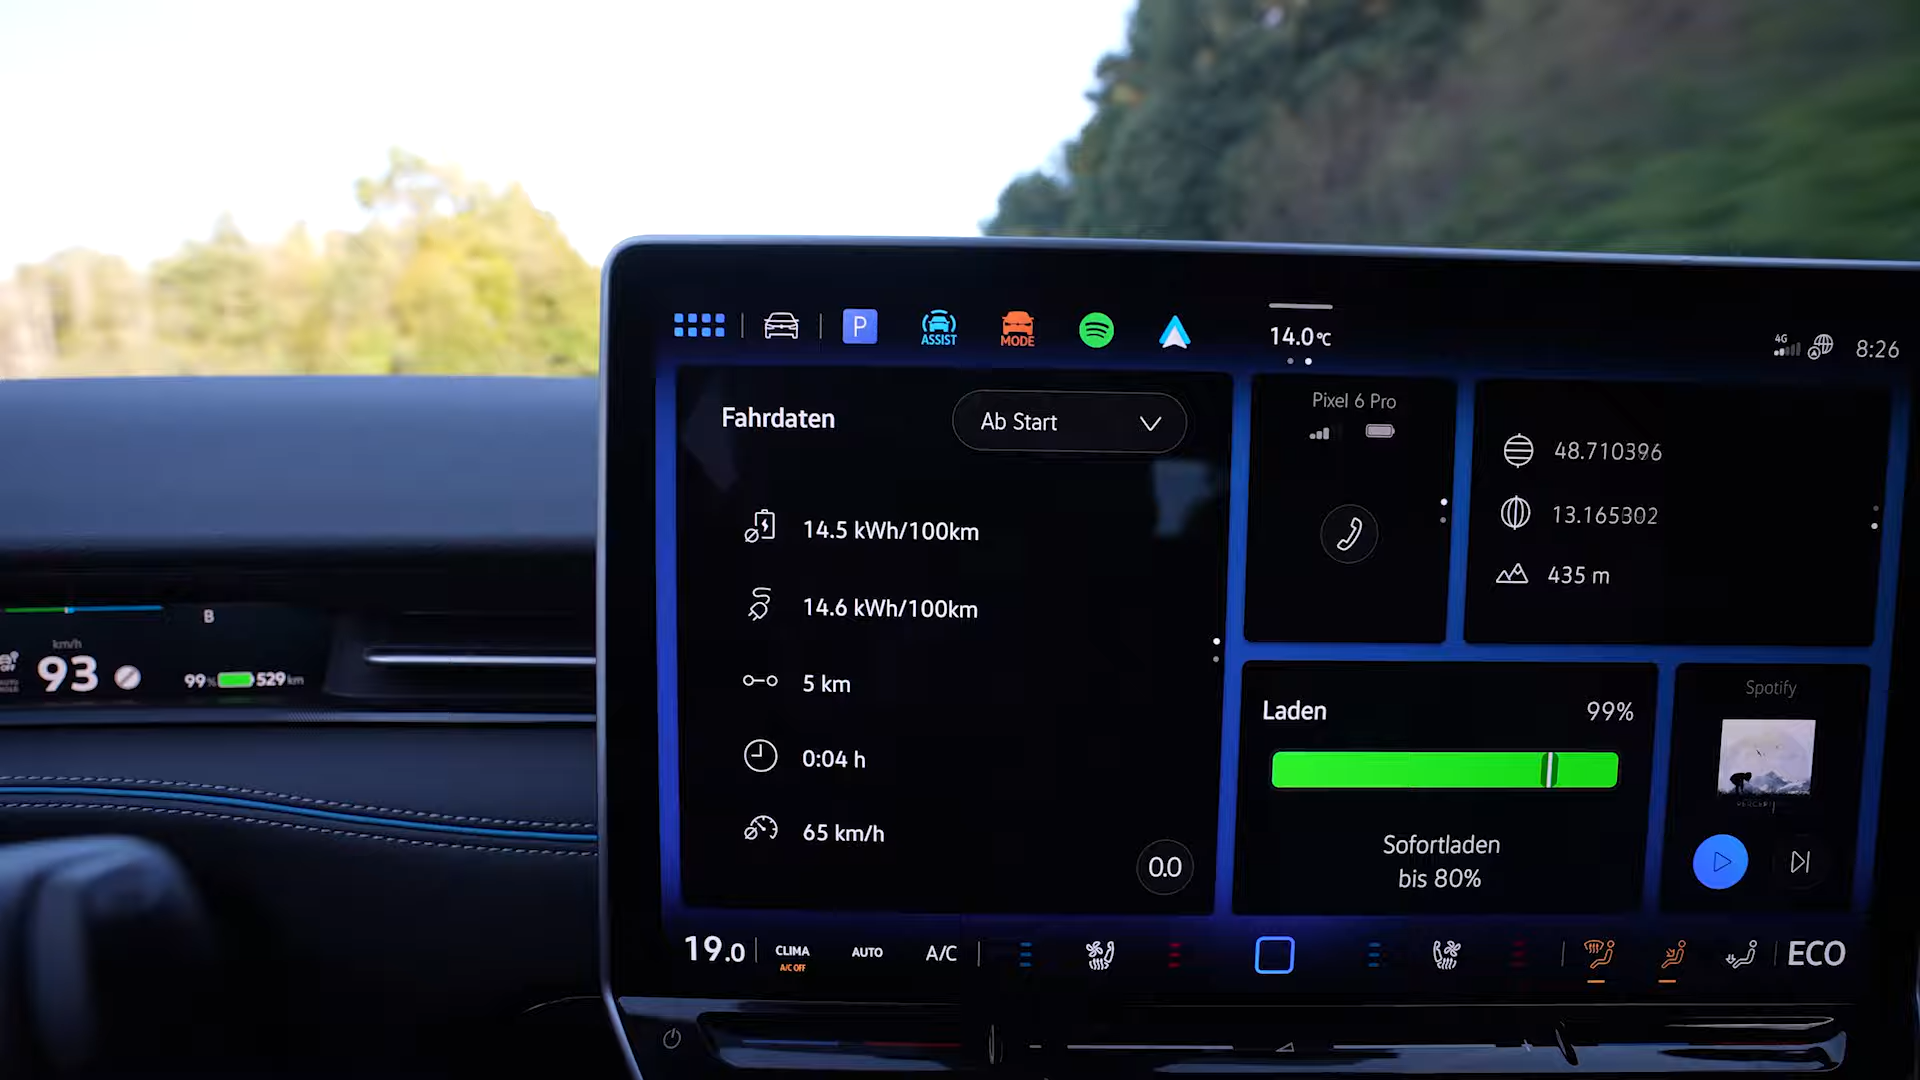 P
ASSIST
MODE
14.0°C
4G
8:26
Fahrdaten
Ab Start
14.5 kWh/100km
14.6 kWh/100km
5 km
0:04 h
65 km/h
0.0
Pixel 6 Pro
48.710396
13.165302
435 m
Laden
99%
Sofortladen
bis 80%
Spotify
B
km/h
93
OFF
99%
529 km
19.0
CLIMA
A/C OFF
AUTO
A/C
ECO